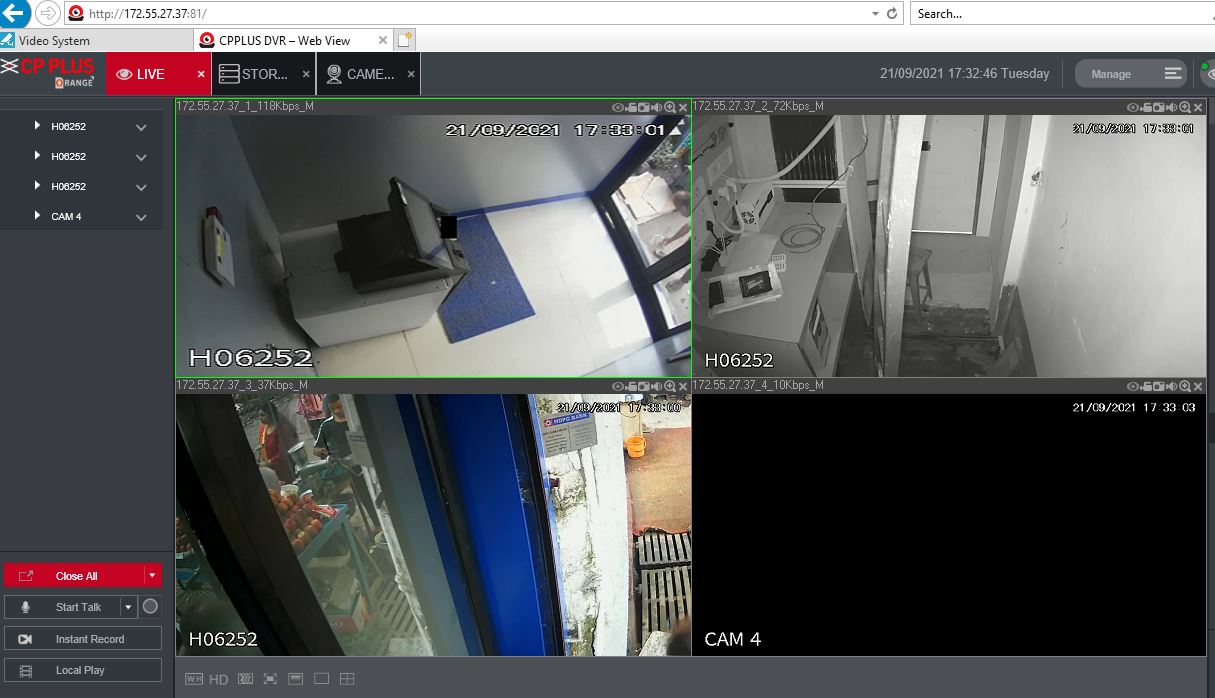 http://172.55.27.37:81/
Search...
Video System
CPPLUS DVR – Web View
CP PLUS
ORANGE
LIVE
STOR...
CAME...
21/09/2021 17:32:46 Tuesday
Manage
H06252
H06252
H06252
CAM 4
172.55.27.37_1_118Kbps_M
21/09/2021 17:33:01
H06252
172.55.27.37_2_72Kbps_M
21/09/2021 17:33:01
H06252
172.55.27.37_3_37Kbps_M
21/09/2021 17:33:00
HDFC BANK
H06252
172.55.27.37_4_10Kbps_M
21/09/2021 17:33:03
CAM 4
Close All
Start Talk
Instant Record
Local Play
W:H
HD